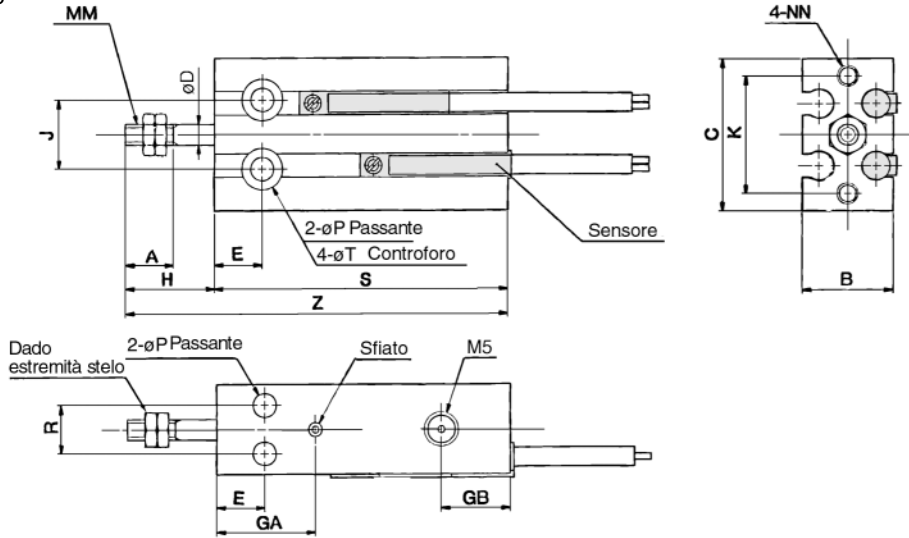 MM
øD
J
2-øP Passante
4-øT Controforo
Sensore
A
E
H
S
Z
4-NN
C
K
B
Dado
estremità stelo
2-øP Passante
Sfiato
M5
R
E
GA
GB